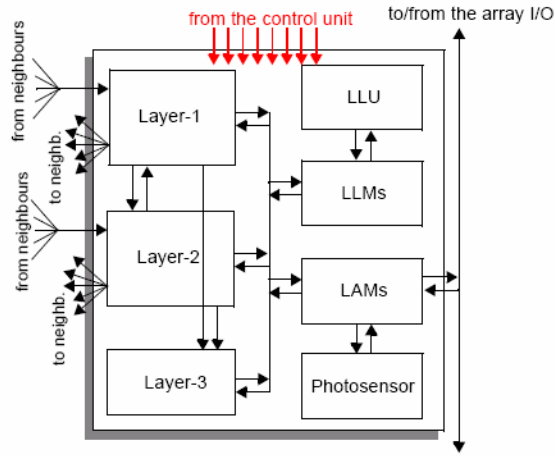 from the control unit
to/from the array I/O
from neighbours
Layer-1
LLU
to neighb.
LLMs
from neighbours
Layer-2
to neighb.
LAMs
Layer-3
Photosensor